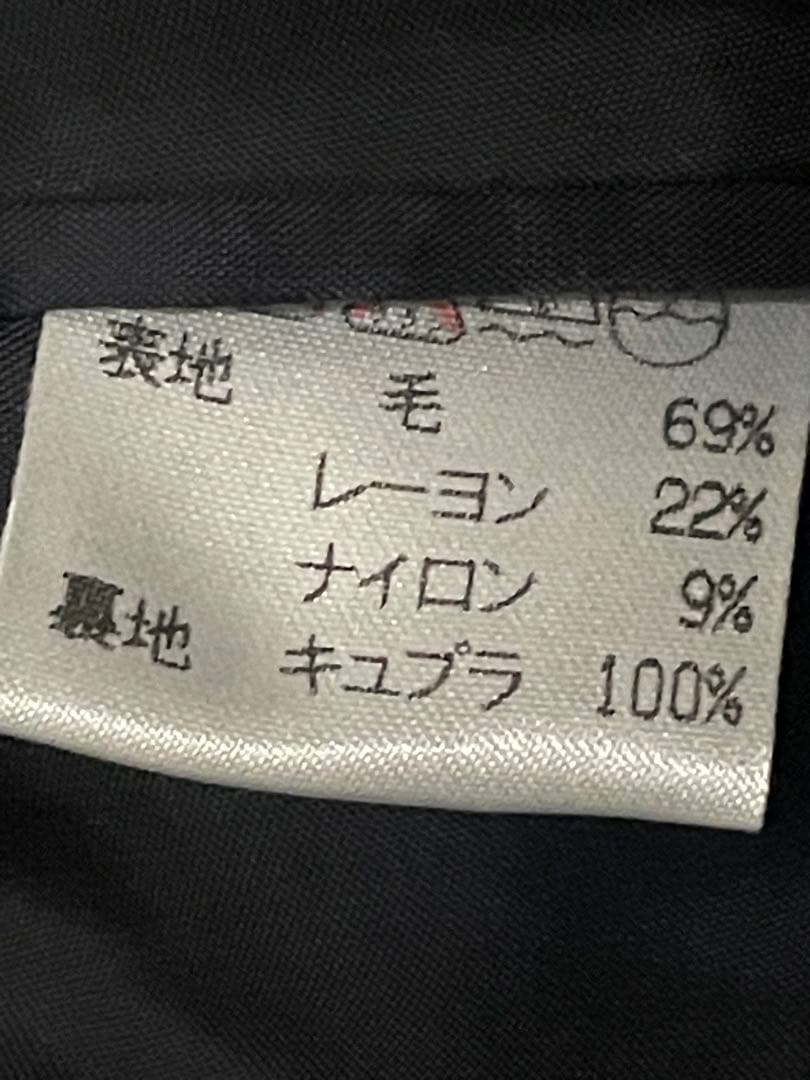 表地 毛 69%
レーヨン 22%
ナイロン 9%
裏地 キュプラ 100%